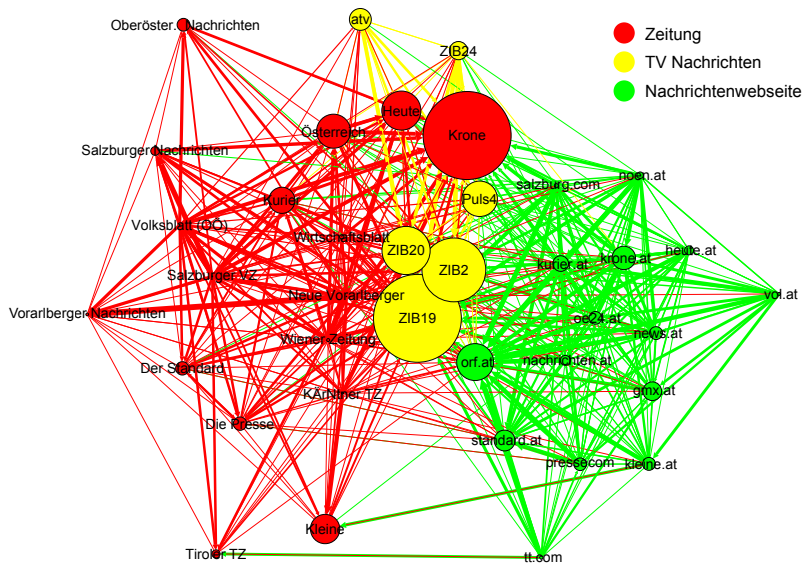 Oberöster. Nachrichten
atv
Zeitung
ZIB24
TV Nachrichten
Nachrichtenwebseite
Heute
Österreich
Krone
Salzburger Nachrichten
noen.at
salzburg.com
Kurier
Puls4
Volksblatt (OÖ)
Wirtschaftsblatt
ZIB20
heute.at
krone.at
kurier.at
ZIB2
Salzburger VZ
Neue Vorarlberger
vol.at
Vorarlberger Nachrichten
ZIB19
oe24.at
news.at
Wiener Zeitung
nachrichten.at
orf.at
Der Standard
KÄrNtner TZ
gmx.at
Die Presse
standard.at
pressecom
kleine.at
Kleine
Tiroler TZ
tt.com